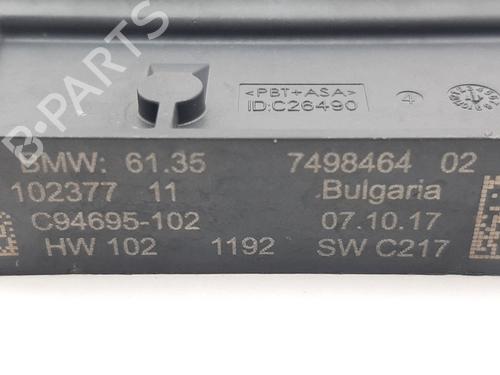 <PBT+ASA>
ID:C26490
4
BMW: 61.35 7498464 02
102377 11 Bulgaria
C94695-102 07.10.17
HW 102 1192 SW C217
B-PARTS